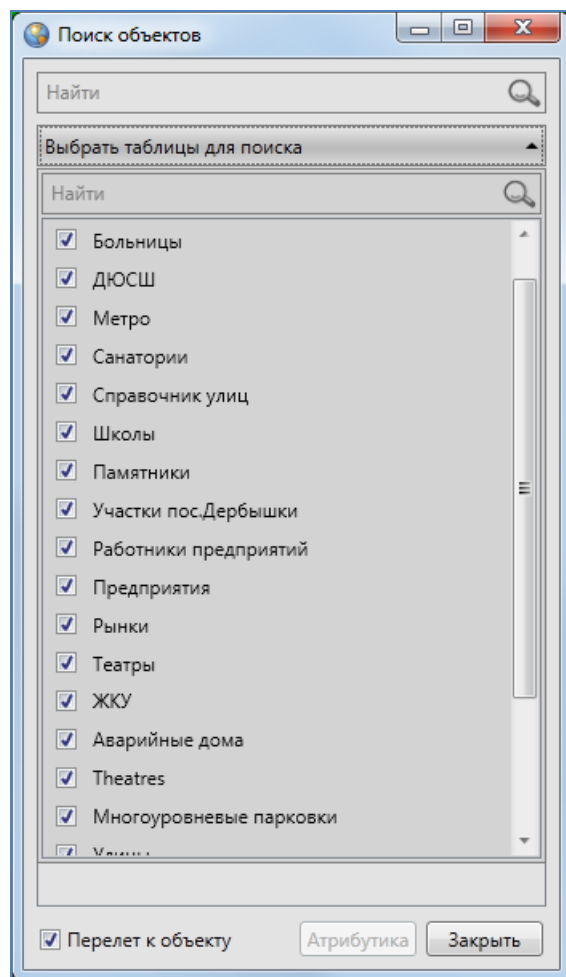 Поиск объектов
Найти
Выбрать таблицы для поиска
Найти
Больницы
ДЮСШ
Метро
Санатории
Справочник улиц
Школы
Памятники
Участки пос.Дербышки
Работники предприятий
Предприятия
Рынки
Театры
ЖКУ
Аварийные дома
Theatres
Многоуровневые парковки
Улицы
Перелет к объекту
Атрибутика
Закрыть